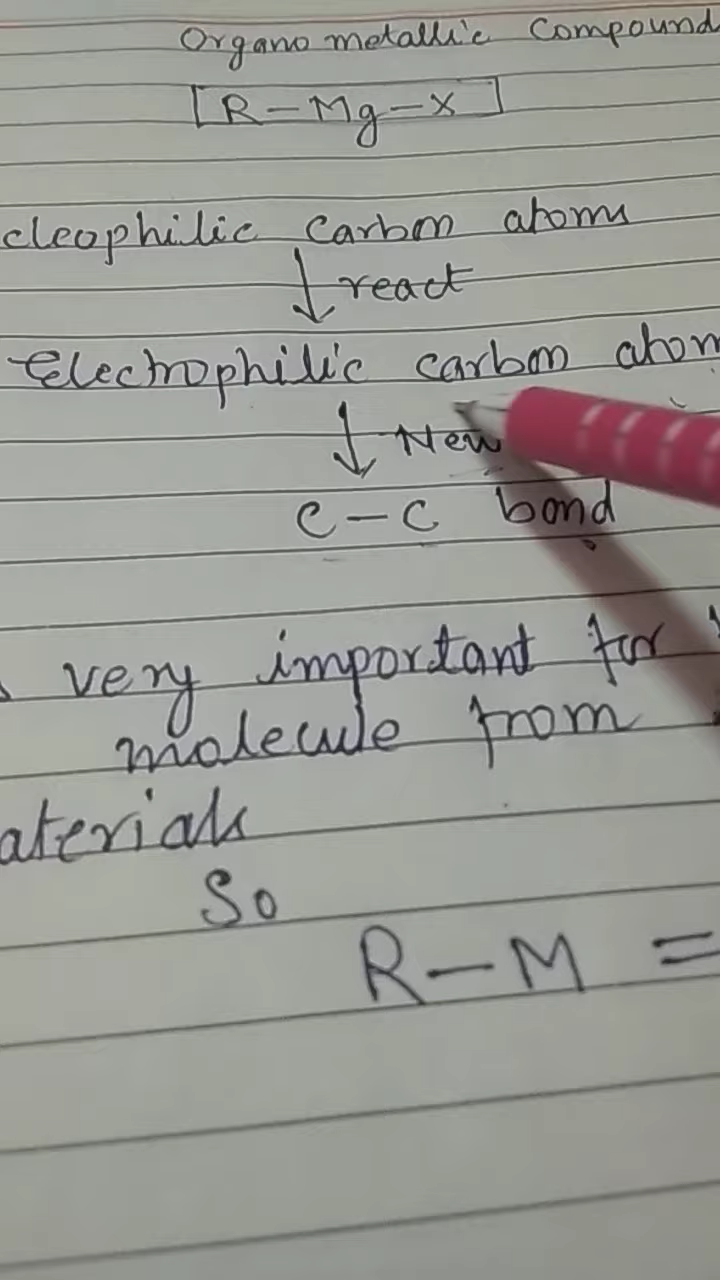 Organo metallic Compound
[R-Mg-X]
cleophilic carbon atoms
↓ react
Electrophilic carbon atom
↓ New
C-C bond
very important for
molecule from
aterials
So
R-M =